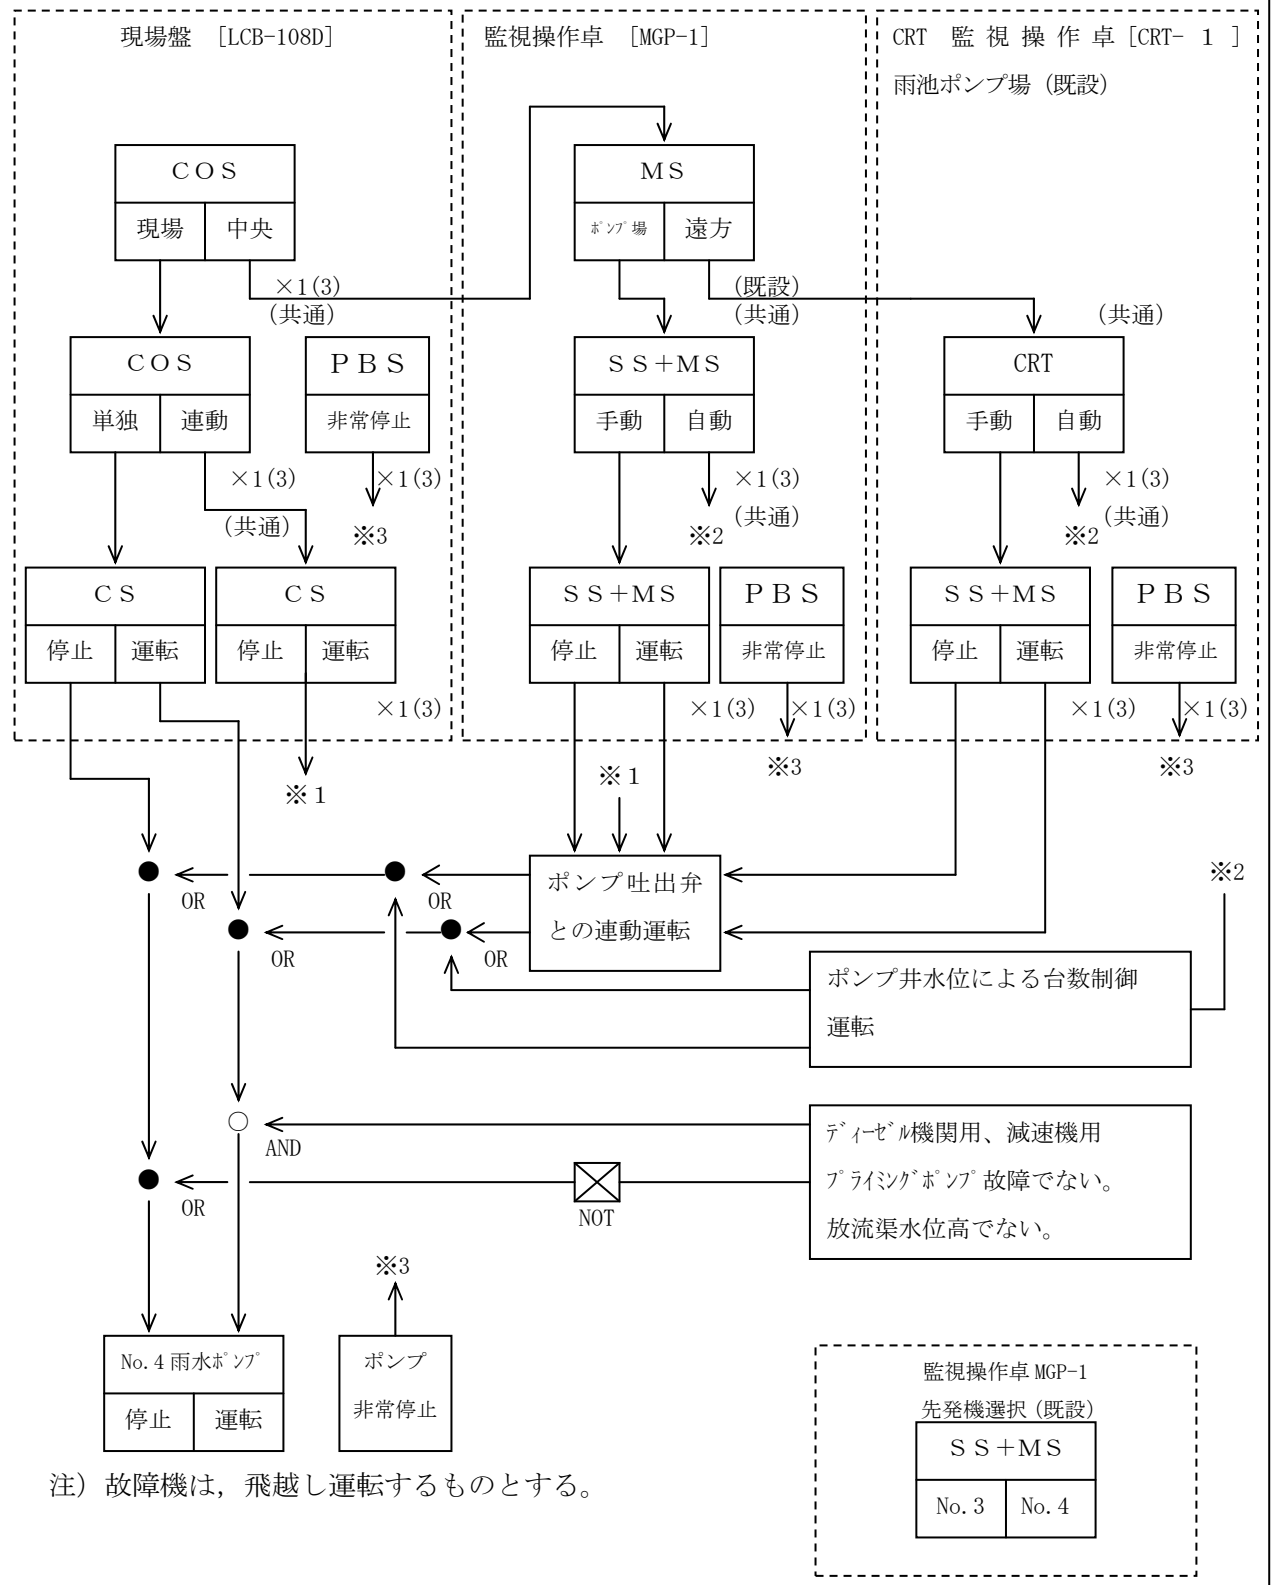 現場盤 [LCB-108D]
監視操作卓 [MGP-1]
CRT 監視操作卓[CRT-１]
雨池ポンプ場(既設)
ＣＯＳ
現場 中央
×1(3)
(共通)
ＭＳ
ﾎﾟﾝﾌﾟ場 遠方
(既設)
(共通)
(共通)
ＣＯＳ
単独 連動
×1(3)
(共通)
ＰＢＳ
非常停止
×1(3)
※3
ＳＳ＋ＭＳ
手動 自動
×1(3)
(共通)
※2
CRT
手動 自動
×1(3)
(共通)
※2
ＣＳ
停止 運転
ＣＳ
停止 運転
×1(3)
※１
ＳＳ＋ＭＳ
停止 運転
×1(3)
ＰＢＳ
非常停止
×1(3)
※3
ＳＳ＋ＭＳ
停止 運転
×1(3)
ＰＢＳ
非常停止
×1(3)
※3
※１
ポンプ吐出弁
との連動運転
※2
OR
OR
OR
OR
ポンプ井水位による台数制御
運転
AND
ﾃﾞｨｰｾﾞﾙ機関用、減速機用
ﾌﾟﾗｲﾐﾝｸﾞﾎﾟﾝﾌﾟ故障でない。
放流渠水位高でない。
OR
NOT
※3
No.4雨水ﾎﾟﾝﾌﾟ
停止 運転
ポンプ
非常停止
監視操作卓MGP-1
先発機選択(既設)
ＳＳ＋ＭＳ
No.3 No.4
注）故障機は，飛越し運転するものとする。